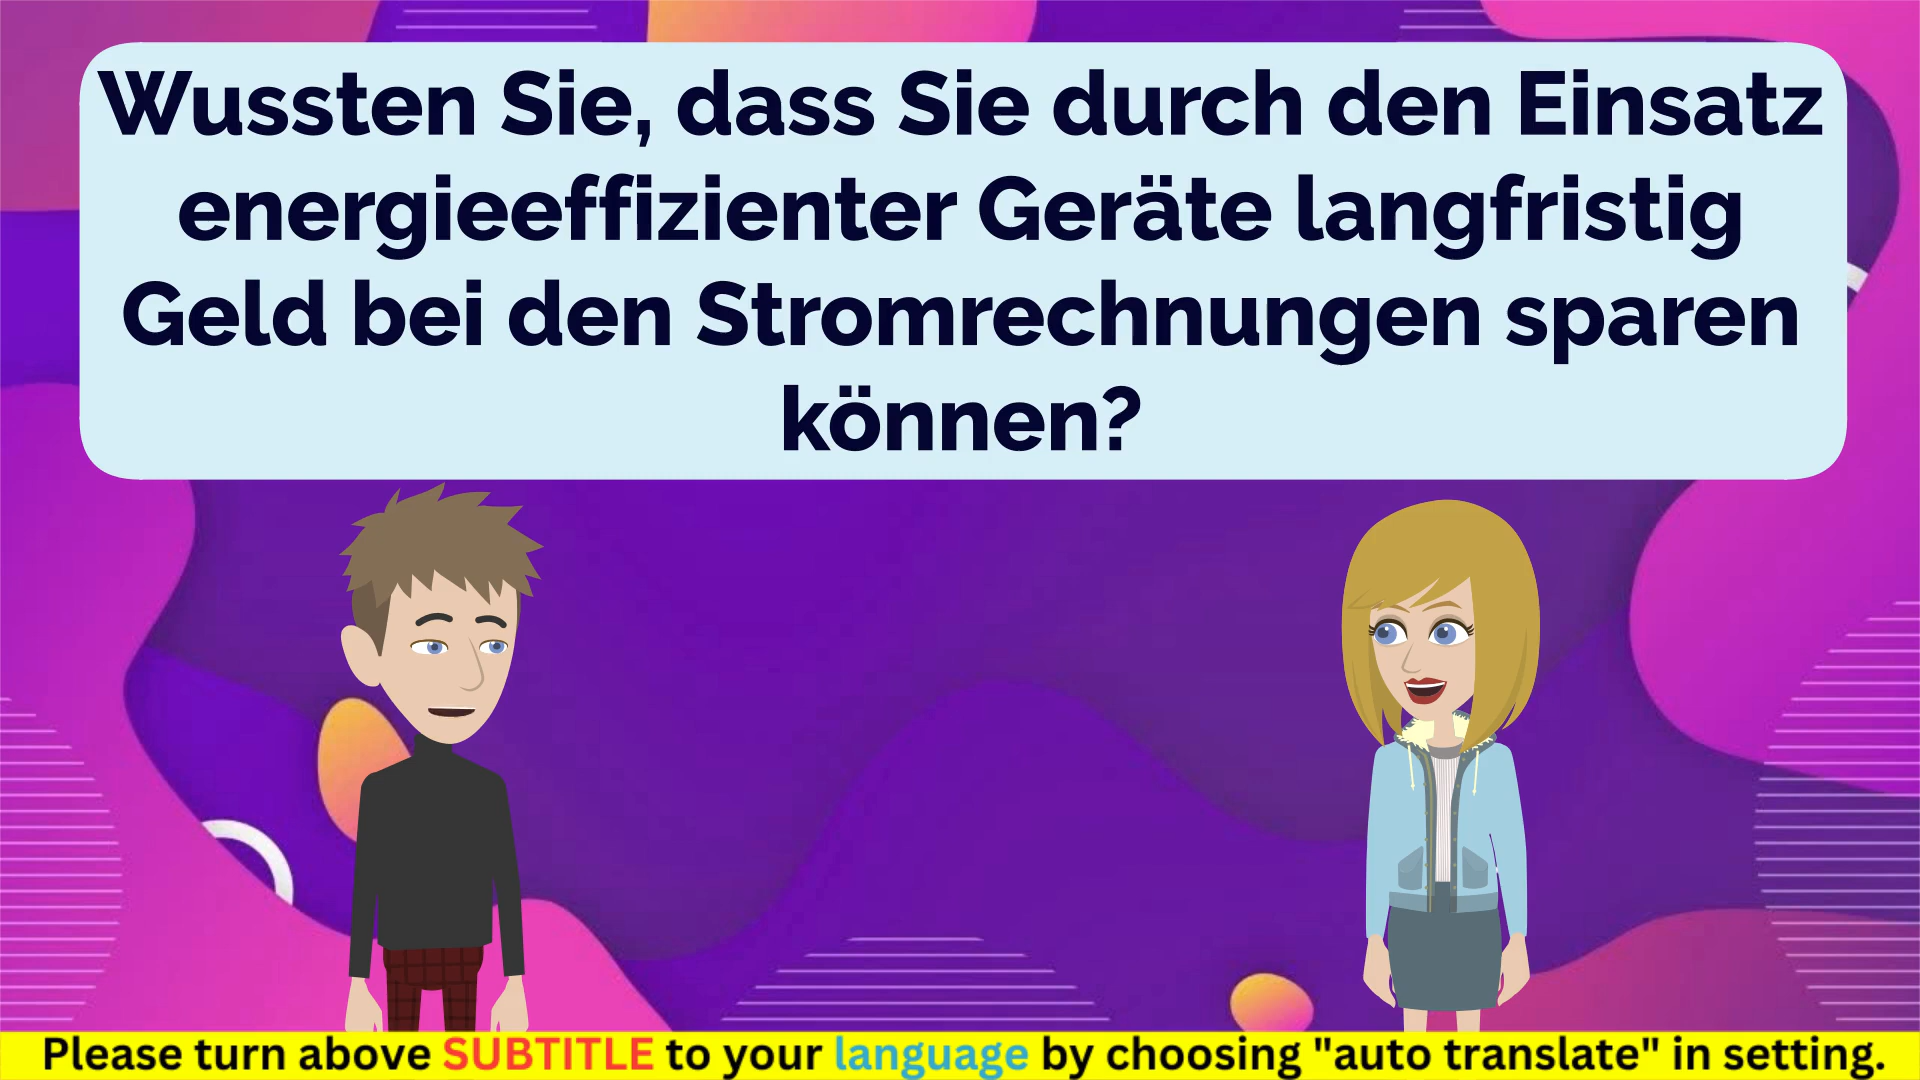 Wussten Sie, dass Sie durch den Einsatz
energieeffizienter Geräte langfristig
Geld bei den Stromrechnungen sparen
können?
Please turn above SUBTITLE to your language by choosing "auto translate" in setting.